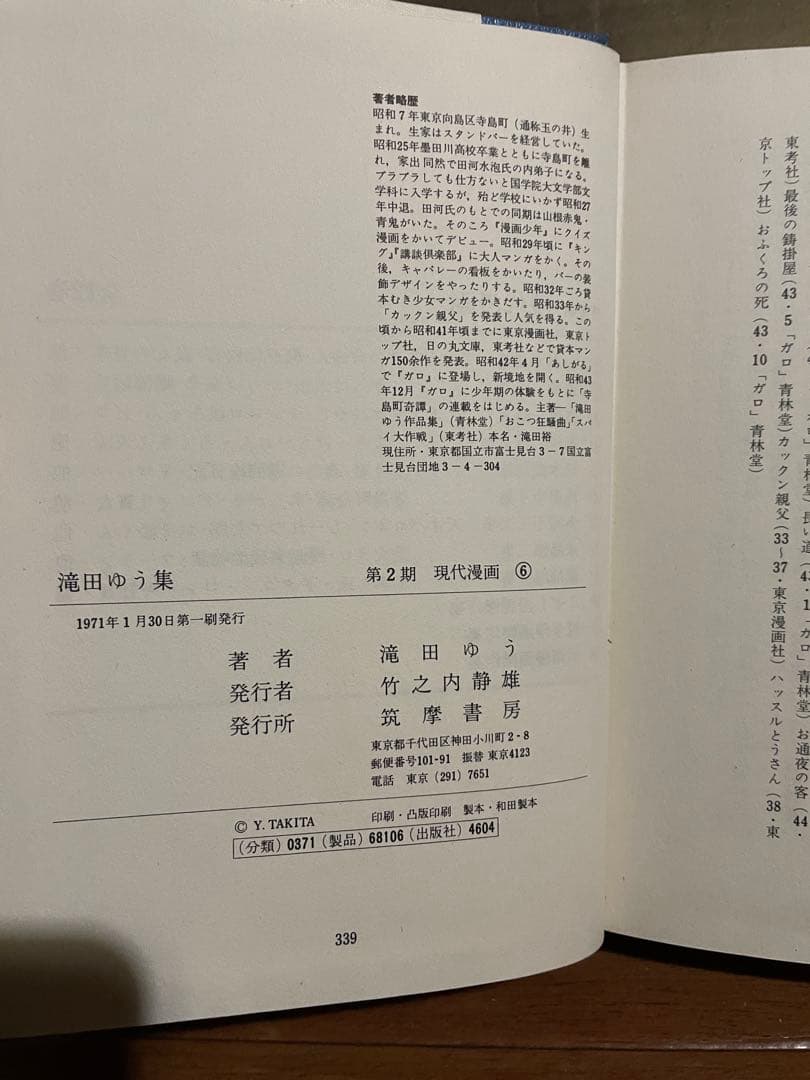 著者略歴
昭和7年東京向島区寺島町（通称玉の井）生
まれ。生家はスタンドバーを経営していた。
昭和25年墨田川高校卒業とともに寺島町を離
れ，家出同然で田河水泡氏の内弟子になる。
ブラブラしても仕方ないと国学院大文学部文
学科に入学するが，殆ど学校にいかず昭和27
年中退。田河氏のもとでの同期は山根赤鬼・
青鬼がいた。そのころ『漫画少年』にクイズ
漫画をかいてデビュー。昭和29年頃に『キン
グ』『講談倶楽部』に大人マンガをかく。その
後，キャバレーの看板をかいたり，バーの装
飾デザインをやったりする。昭和32年ごろ貸
本むき少女マンガをかきだす。昭和33年から
「カックン親父」を発表し人気を得る。この
頃から昭和41年頃までに東京漫画社，東京ト
ップ社，日の丸文庫，東考社などで貸本マン
ガ150余作を発表。昭和42年4月「あしがる」
で『ガロ』に登場し，新境地を開く。昭和43
年12月『ガロ』に少年期の体験をもとに「寺
島町奇譚」の連載をはじめる。主著―「滝田
ゆう作品集」（青林堂）「おこつ狂騒曲」「スパ
イ大作戦」（東考社）本名・滝田裕
現住所・東京都国立市富士見台3－7国立富
士見台団地3－4－304
滝田ゆう集 第2期 現代漫画 ⑥
1971年1月30日第一刷発行
著者 滝田ゆう
発行者 竹之内静雄
発行所 筑摩書房
東京都千代田区神田小川町2－8
郵便番号101-91 振替 東京4123
電話 東京（291）7651
© Y. TAKITA 印刷・凸版印刷 製本・和田製本
（分類）0371（製品）68106（出版社）4604
339
青林堂）長い道（43・1「ガロ」青林堂）お通夜の客（44・
東考社）最後の鋳掛屋（43・5「ガロ」青林堂）カックン親父（33～37・東京漫画社）ハッスルとうさん（38・東
京トップ社）おふくろの死（43・10「ガロ」青林堂）